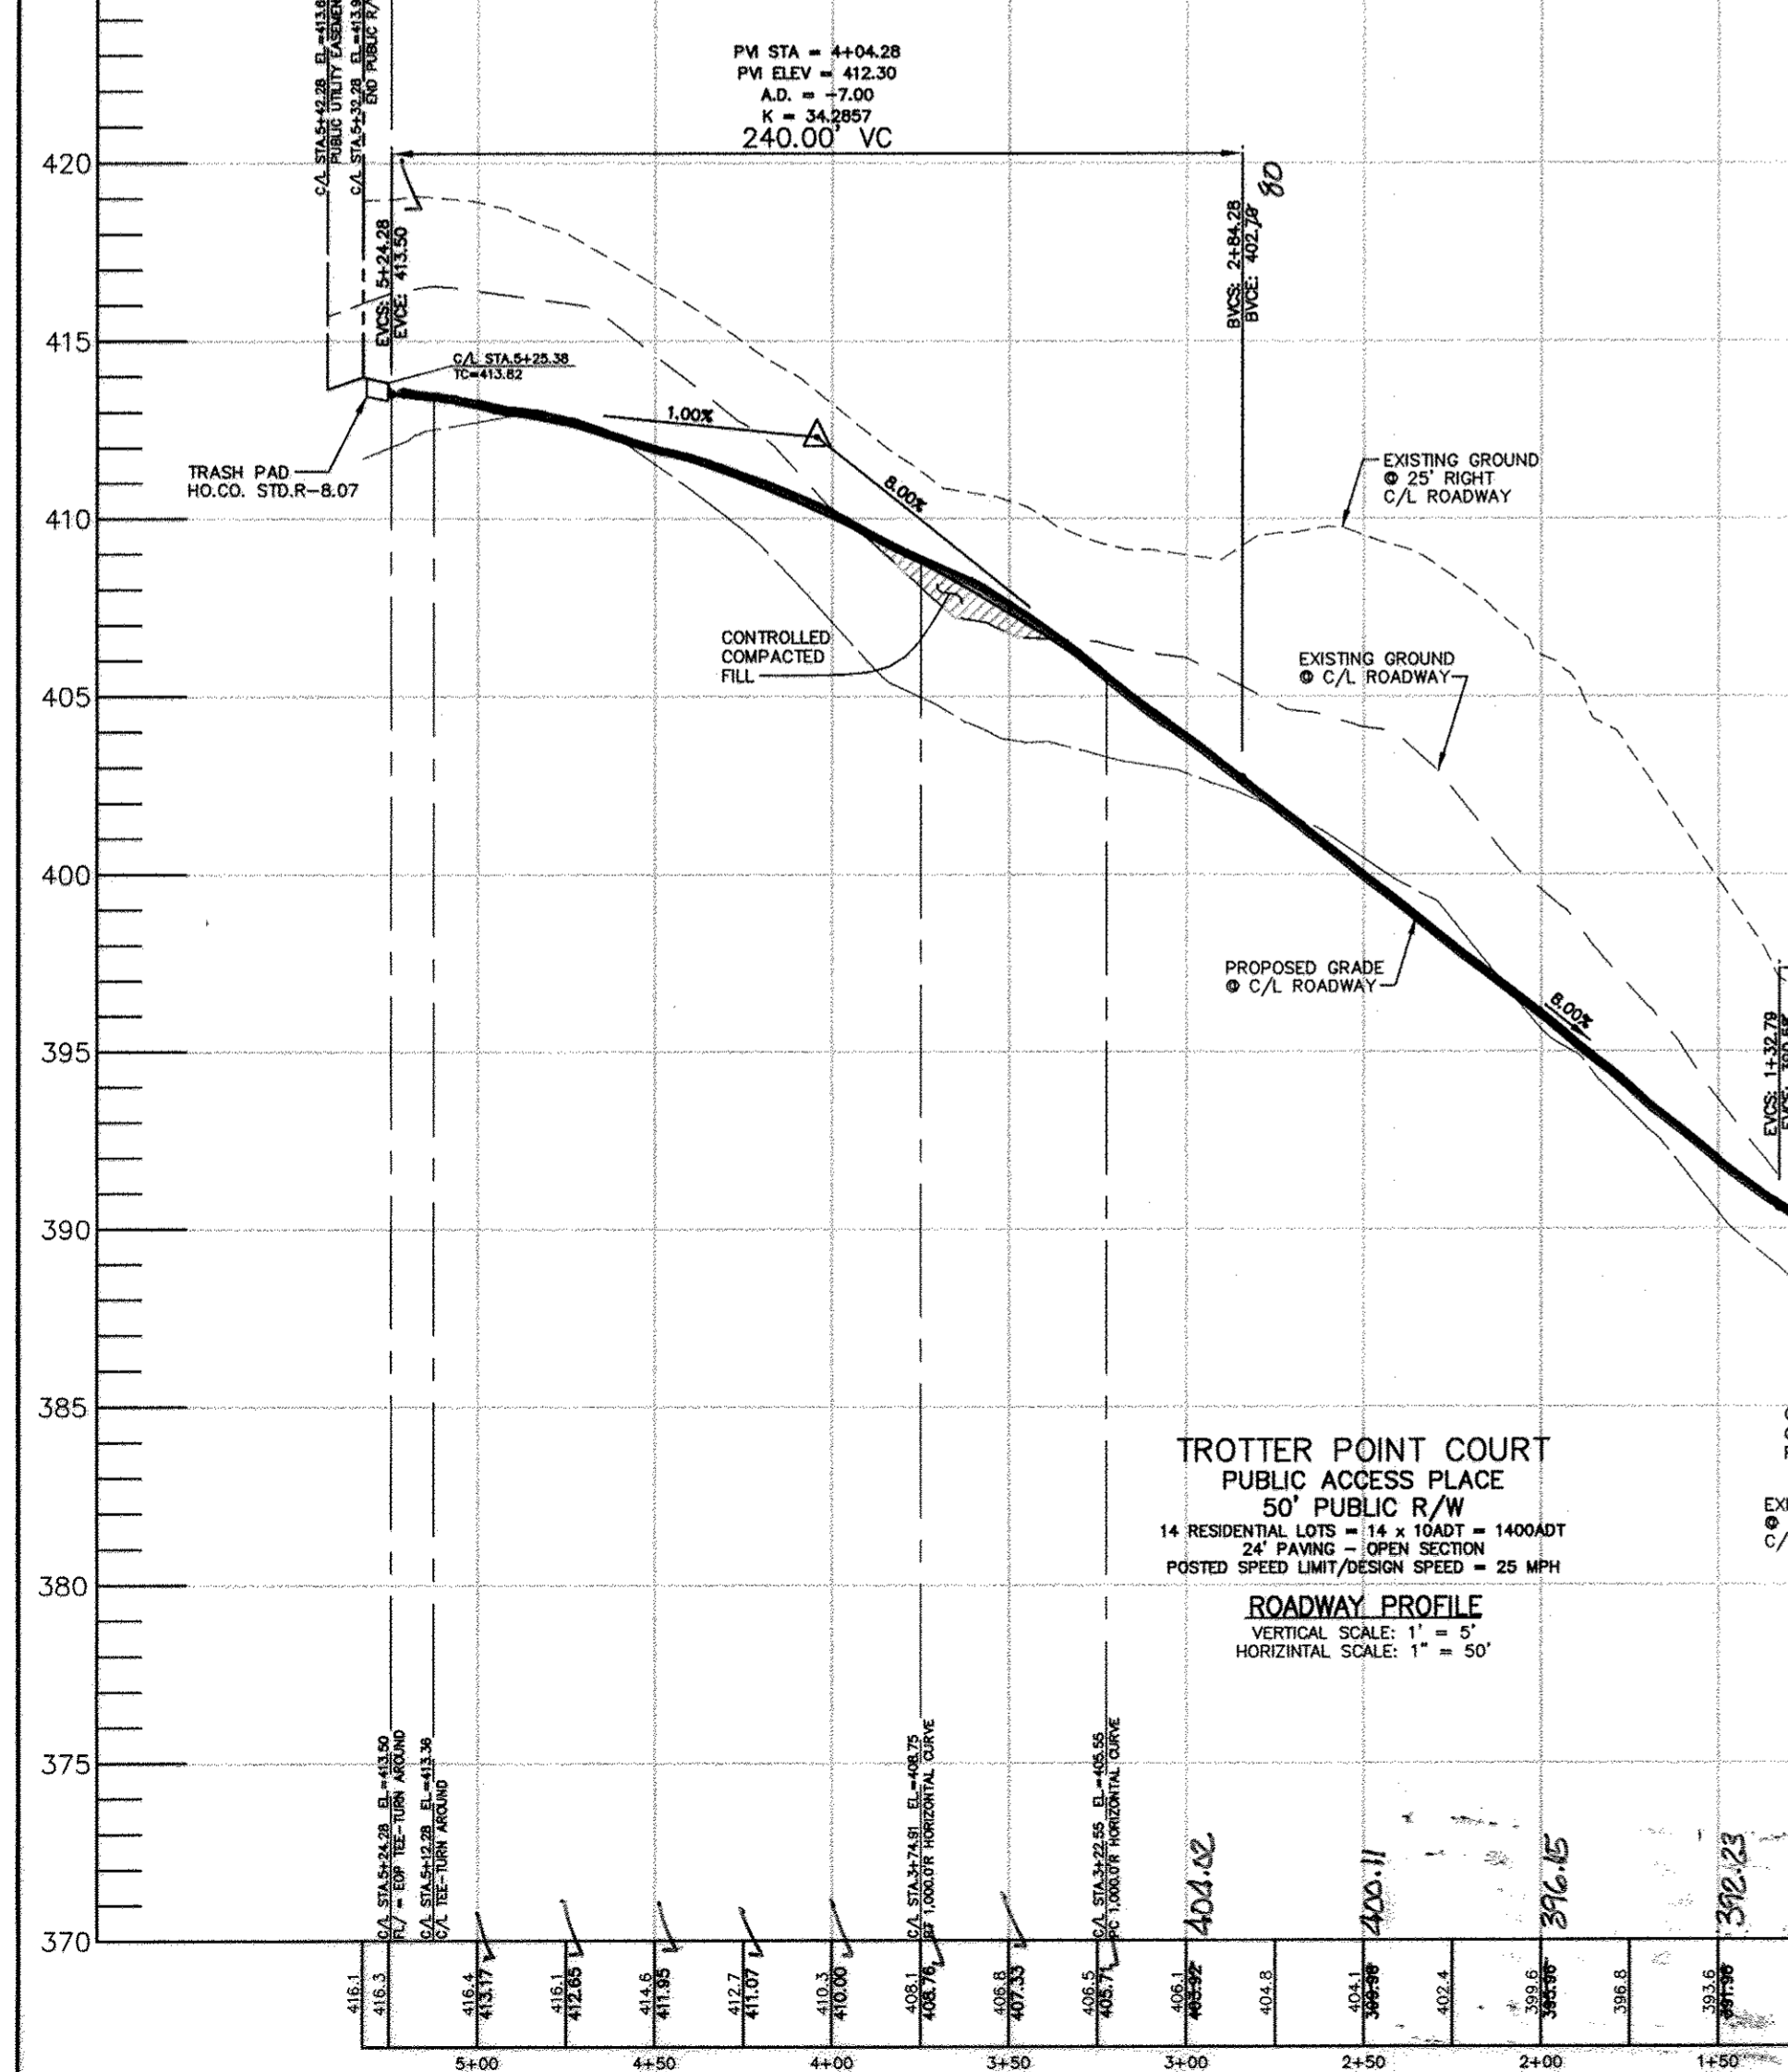 C/L STA.5+42.28 EL.=413.6
PUBLIC UTILITY EASEMEN
C/L STA.5+32.28 EL.=413.9
END PUBLIC R/
PVI STA = 4+04.28
PVI ELEV = 412.30
A.D. = -7.00
K = 34.2857
240.00' VC
420
80
EVCS: 5+24.28
EVCE: 413.50
BVCS: 2+84.28
BVCE: 402.70
415
C/L STA.5+25.38
TC=413.82
1.00%
TRASH PAD
HO.CO. STD.R-8.07
8.00%
EXISTING GROUND
@ 25' RIGHT
C/L ROADWAY
410
CONTROLLED
COMPACTED
FILL
EXISTING GROUND
@ C/L ROADWAY
405
400
PROPOSED GRADE
@ C/L ROADWAY
8.00%
395
EVCS: 1+32.79
390
385
TROTTER POINT COURT
PUBLIC ACCESS PLACE
50' PUBLIC R/W
14 RESIDENTIAL LOTS = 14 x 10ADT = 1400ADT
24' PAVING - OPEN SECTION
POSTED SPEED LIMIT/DESIGN SPEED = 25 MPH
EXI
@
C/
380
ROADWAY PROFILE
VERTICAL SCALE: 1' = 5'
HORIZINTAL SCALE: 1" = 50'
375
C/L STA.5+24.28 EL.=413.50
FL/ = EOP TEE-TURN AROUND
C/L STA.5+12.28 EL.=413.36
C/L TEE-TURN AROUND
C/L STA.3+74.91 EL.=408.75
PT 1,000.0'R HORIZONTAL CURVE
C/L STA.3+22.55 EL.=405.55
PC 1,000.0'R HORIZONTAL CURVE
404.02
400.11
396.15
392.23
370
416.1
416.3
416.4
413.17
416.1
412.65
414.6
411.95
412.7
411.07
410.3
410.00
408.1
408.76
406.8
407.33
406.5
405.71
406.1
403.92
404.8
404.1
399.96
402.4
399.6
395.96
396.8
393.6
391.96
5+00 4+50 4+00 3+50 3+00 2+50 2+00 1+50